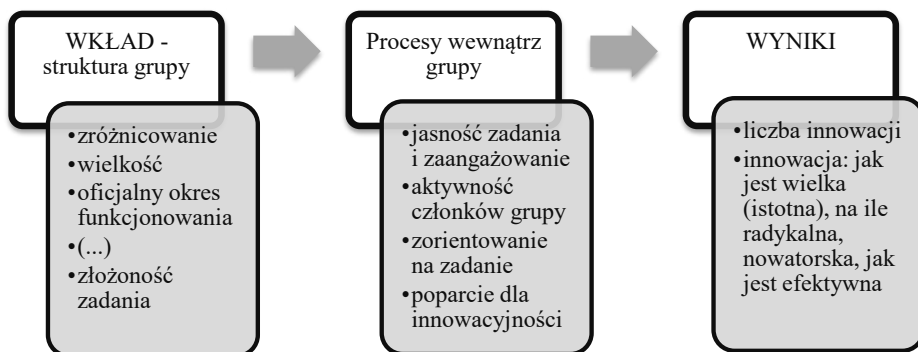 WKŁAD -
struktura grupy
•zróżnicowanie
•wielkość
•oficjalny okres
funkcjonowania
•(...)
•złożoność
zadania
Procesy wewnątrz
grupy
•jasność zadania
i zaangażowanie
•aktywność
członków grupy
•zorientowanie
na zadanie
•poparcie dla
innowacyjności
WYNIKI
•liczba innowacji
•innowacja: jak
jest wielka
(istotna), na ile
radykalna,
nowatorska, jak
jest efektywna